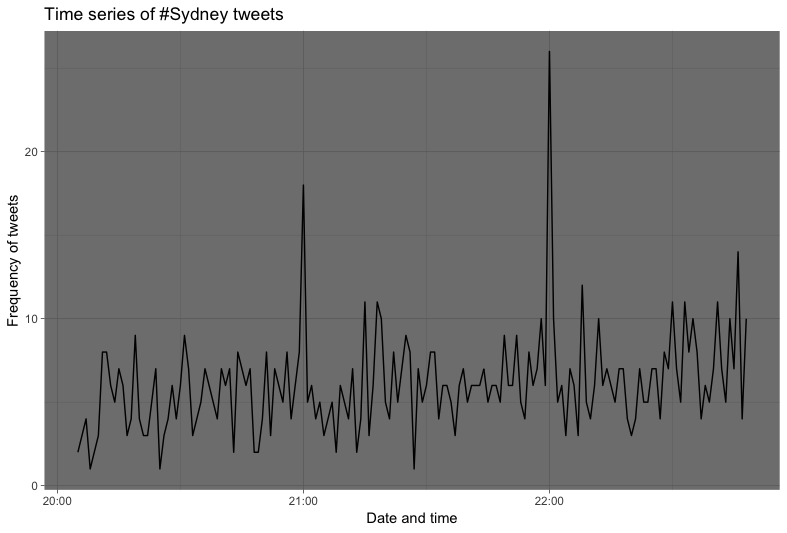 Time series of #Sydney tweets
Frequency of tweets
20
10
0
20:00 21:00 22:00
Date and time